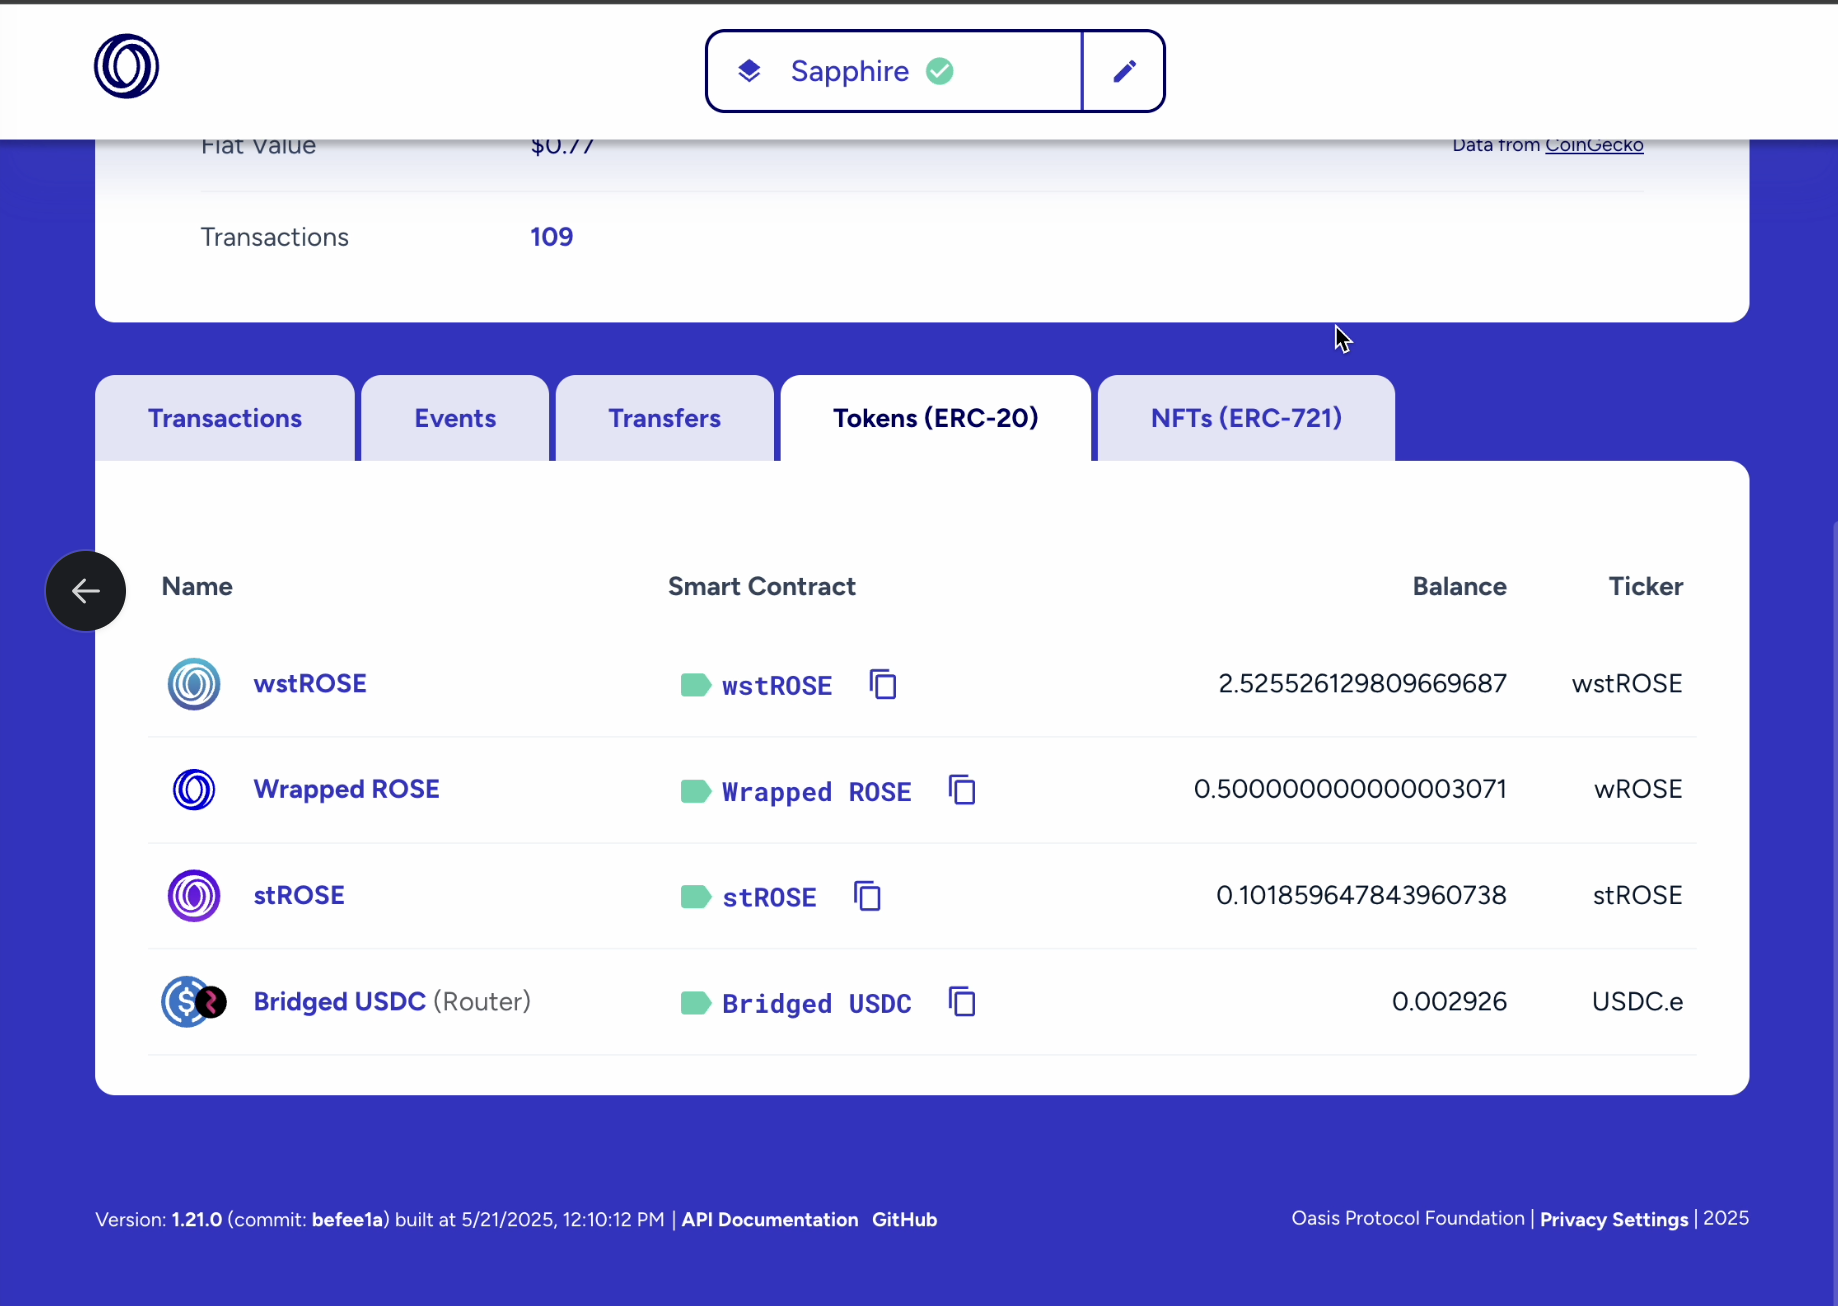 Sapphire
Fiat Value $0.77 Data from CoinGecko
Transactions 109
Transactions Events Transfers Tokens (ERC-20) NFTs (ERC-721)
Name Smart Contract Balance Ticker
wstROSE wstROSE 2.525526129809669687 wstROSE
Wrapped ROSE Wrapped ROSE 0.500000000000003071 wROSE
stROSE stROSE 0.101859647843960738 stROSE
Bridged USDC (Router) Bridged USDC 0.002926 USDC.e
Version: 1.21.0 (commit: befee1a) built at 5/21/2025, 12:10:12 PM | API Documentation GitHub Oasis Protocol Foundation | Privacy Settings | 2025